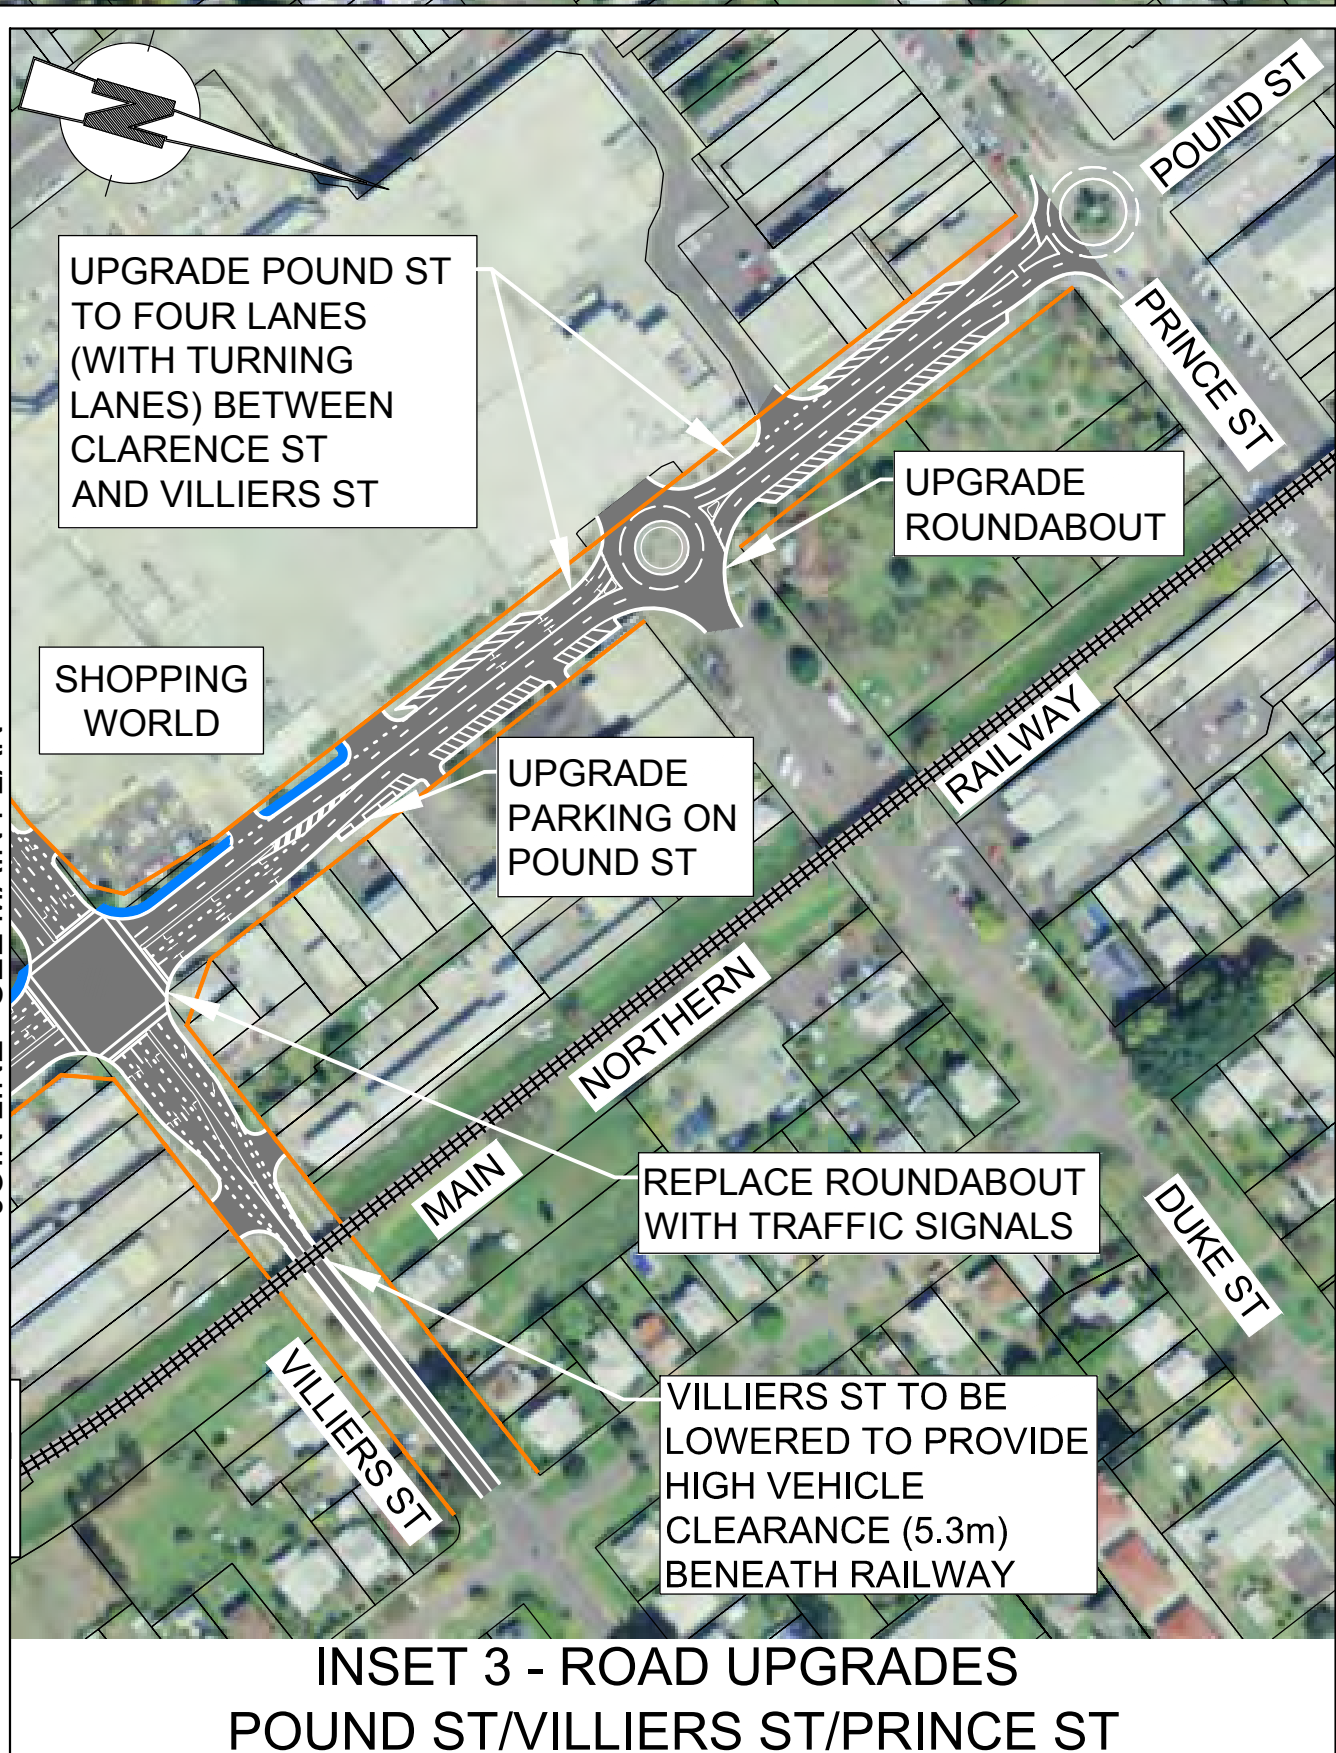 N
POUND ST
UPGRADE POUND ST
TO FOUR LANES
(WITH TURNING
LANES) BETWEEN
CLARENCE ST
AND VILLIERS ST
PRINCE ST
UPGRADE
ROUNDABOUT
SHOPPING
WORLD
RAILWAY
UPGRADE
PARKING ON
POUND ST
NORTHERN
MAIN
REPLACE ROUNDABOUT
WITH TRAFFIC SIGNALS
DUKE ST
VILLIERS ST
VILLIERS ST TO BE
LOWERED TO PROVIDE
HIGH VEHICLE
CLEARANCE (5.3m)
BENEATH RAILWAY
INSET 3 - ROAD UPGRADES
POUND ST/VILLIERS ST/PRINCE ST